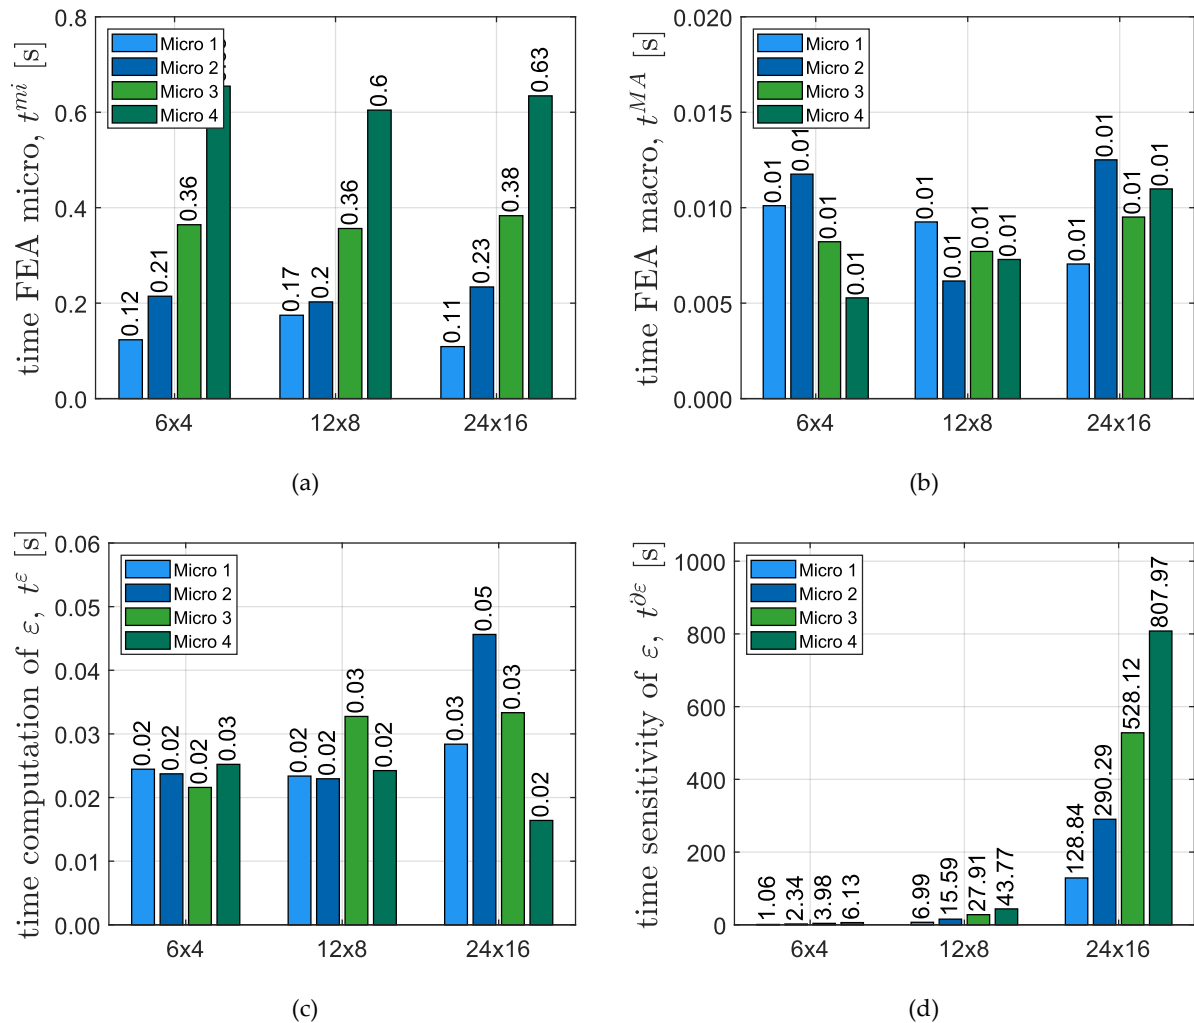 time FEA micro, t^{mi} [s]
0.8
0.6
0.4
0.2
0.0
Micro 1
Micro 2
Micro 3
Micro 4
0.12
0.21
0.36
0.17
0.2
0.36
0.6
0.11
0.23
0.38
0.63
6x4
12x8
24x16
(a)
time FEA macro, t^{MA} [s]
0.020
0.015
0.010
0.005
0.000
Micro 1
Micro 2
Micro 3
Micro 4
0.01
0.01
0.01
0.01
0.01
0.01
0.01
0.01
0.01
0.01
0.01
0.01
6x4
12x8
24x16
(b)
time computation of ε, t^{ε} [s]
0.06
0.05
0.04
0.03
0.02
0.01
0.00
Micro 1
Micro 2
Micro 3
Micro 4
0.02
0.02
0.02
0.03
0.02
0.02
0.03
0.02
0.03
0.05
0.03
0.02
6x4
12x8
24x16
(c)
time sensitivity of ε, t^{∂ε} [s]
1000
800
600
400
200
0
Micro 1
Micro 2
Micro 3
Micro 4
1.06
2.34
3.98
6.13
6.99
15.59
27.91
43.77
128.84
290.29
528.12
807.97
6x4
12x8
24x16
(d)